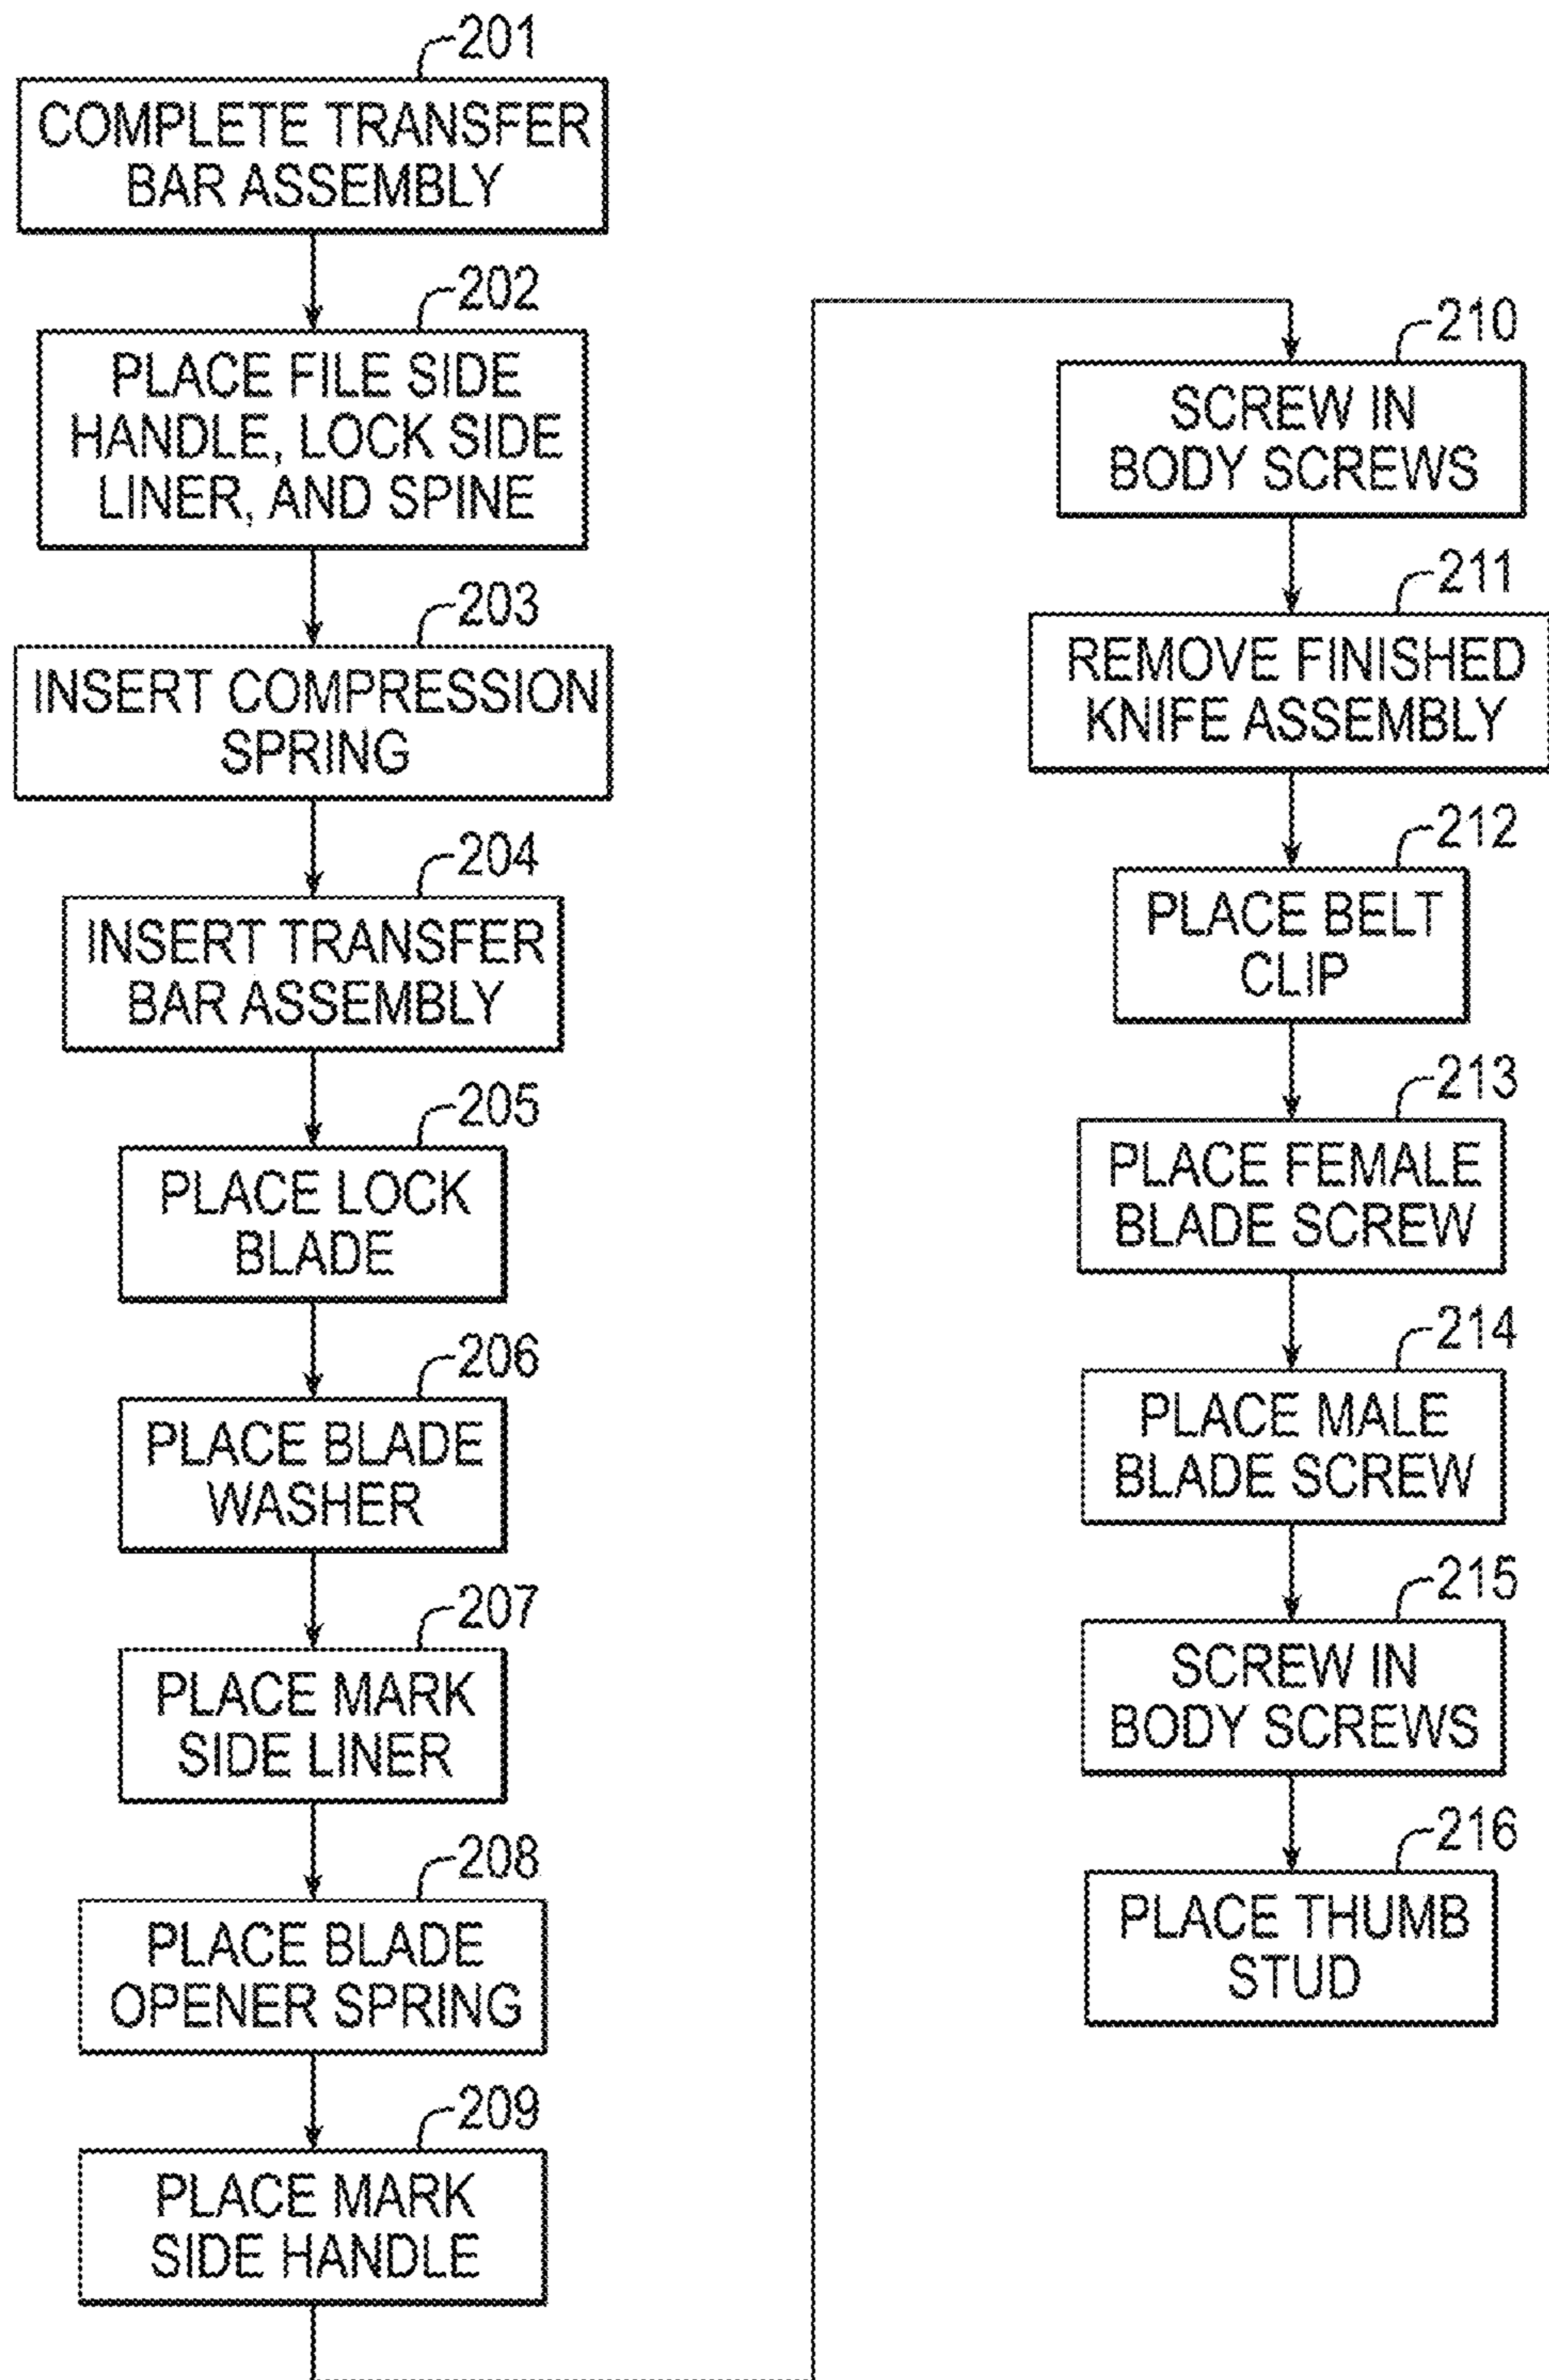 201
COMPLETE TRANSFER
BAR ASSEMBLY
202
PLACE FILE SIDE
HANDLE, LOCK SIDE
LINER, AND SPINE
203
INSERT COMPRESSION
SPRING
204
INSERT TRANSFER
BAR ASSEMBLY
205
PLACE LOCK
BLADE
206
PLACE BLADE
WASHER
207
PLACE MARK
SIDE LINER
208
PLACE BLADE
OPENER SPRING
209
PLACE MARK
SIDE HANDLE
210
SCREW IN
BODY SCREWS
211
REMOVE FINISHED
KNIFE ASSEMBLY
212
PLACE BELT
CLIP
213
PLACE FEMALE
BLADE SCREW
214
PLACE MALE
BLADE SCREW
215
SCREW IN
BODY SCREWS
216
PLACE THUMB
STUD